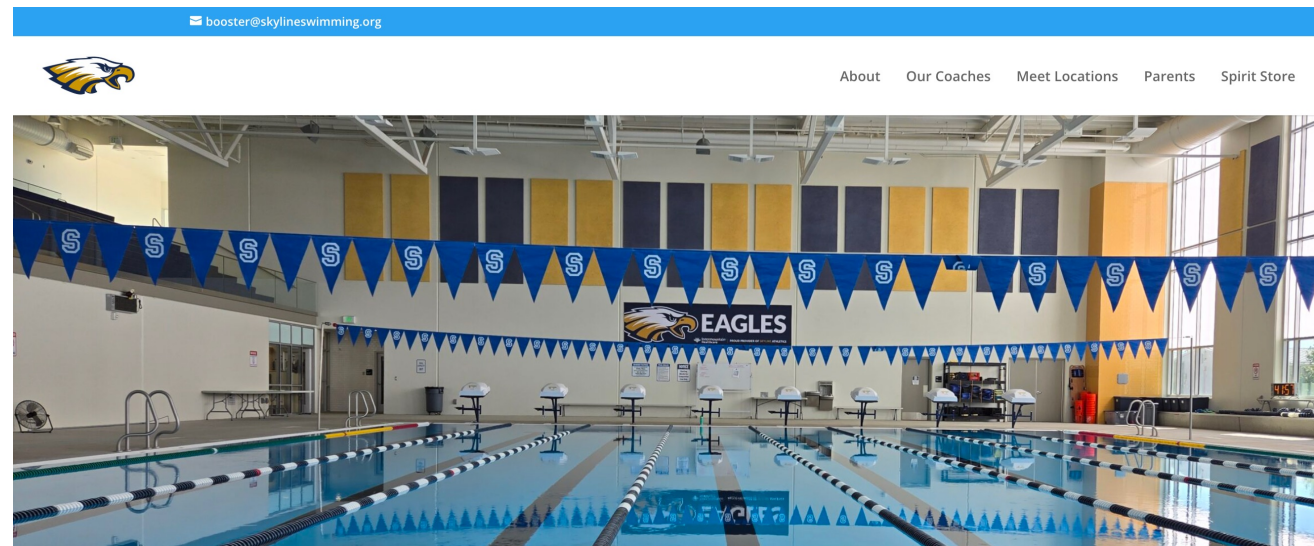 booster@skylineswimming.org
About Our Coaches Meet Locations Parents Spirit Store
S S S S S S S S S S S S S S S S
EAGLES